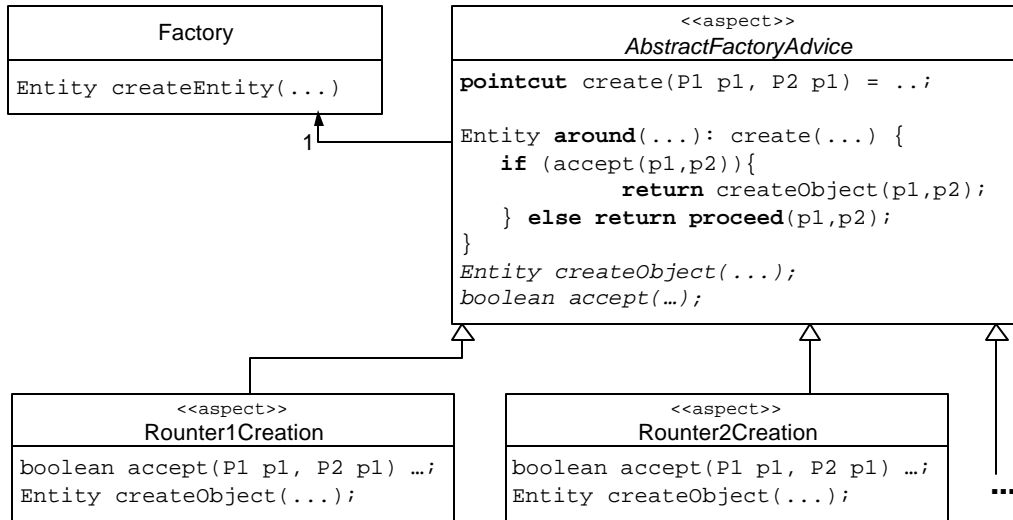 Factory
Entity createEntity(...)
1
<<aspect>>
AbstractFactoryAdvice
pointcut create(P1 p1, P2 p1) = ..;
Entity around(...): create(...) {
if (accept(p1,p2)){
return createObject(p1,p2);
} else return proceed(p1,p2);
}
Entity createObject(...);
boolean accept(…);
<<aspect>>
Rounter1Creation
boolean accept(P1 p1, P2 p1) …;
Entity createObject(...);
<<aspect>>
Rounter2Creation
boolean accept(P1 p1, P2 p1) …;
Entity createObject(...);
...